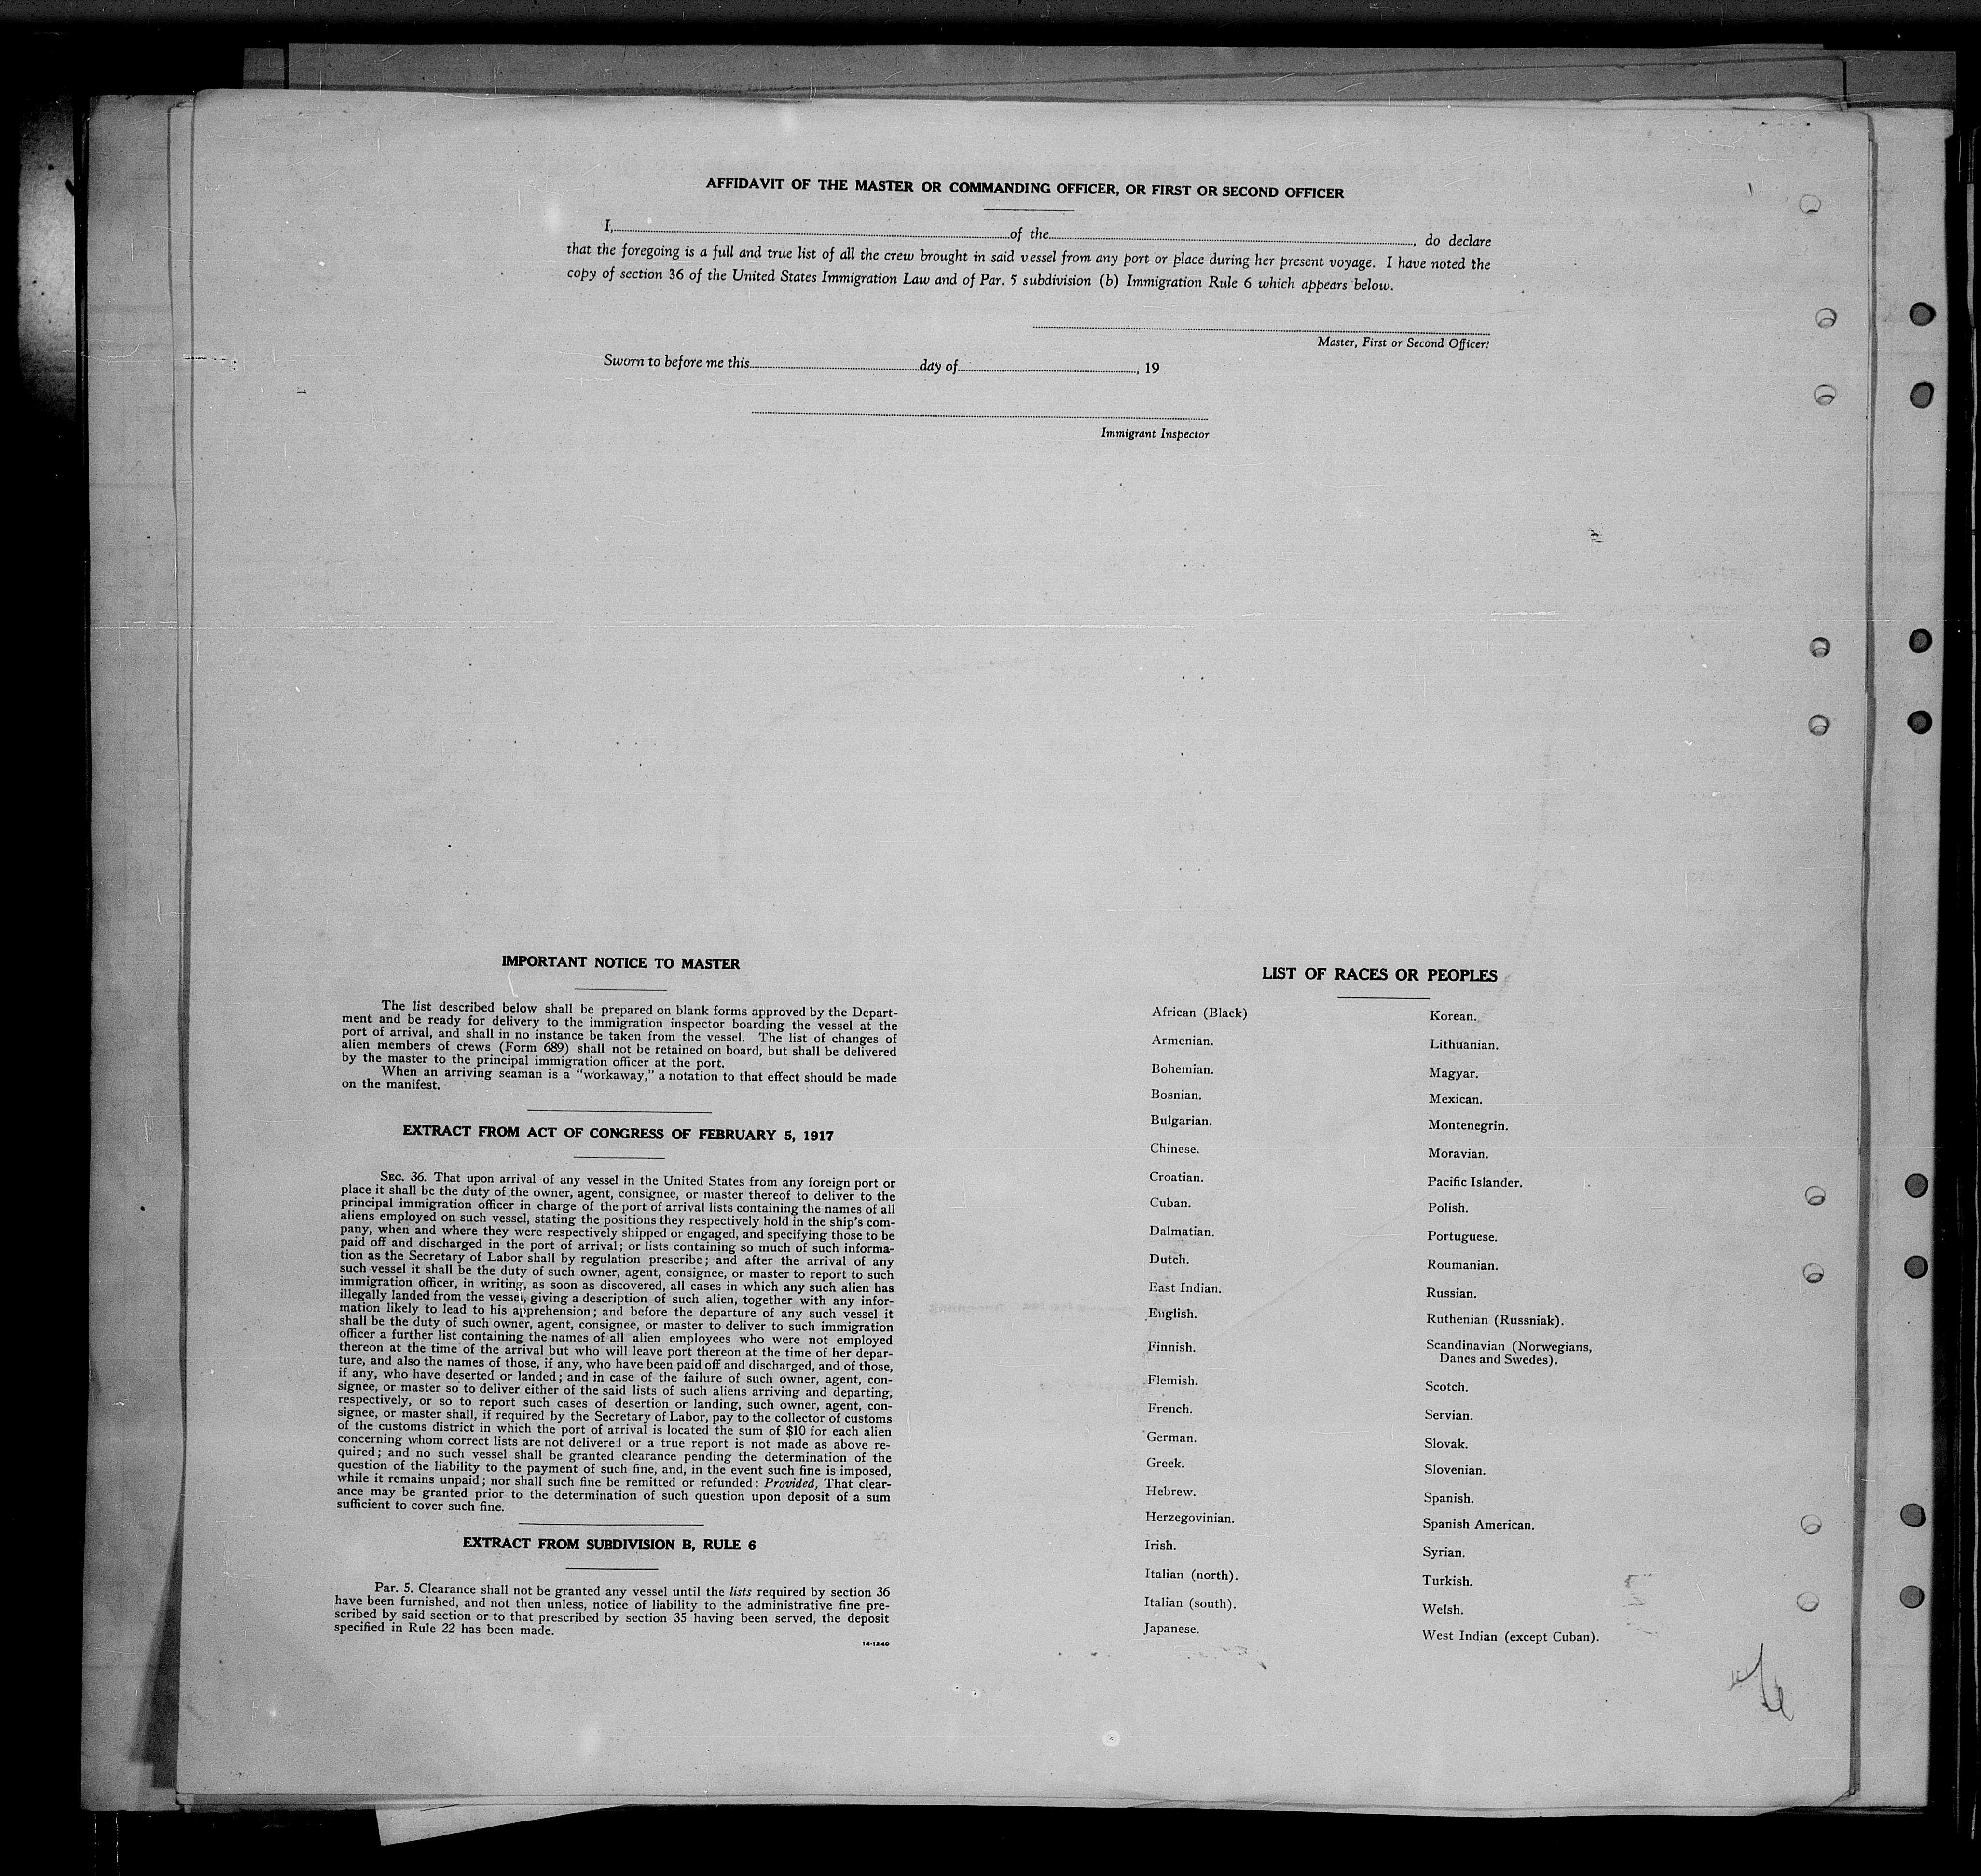 AFFIDAVIT OF THE MASTER OR COMMANDING OFFICER, OR FIRST OR SECOND OFFICER
I, of the , do declare
that the foregoing is a full and true list of all the crew brought in said vessel from any port or place during her present voyage. I have noted the
copy of section 36 of the United States Immigration Law and of Par. 5 subdivision (b) Immigration Rule 6 which appears below.
Master, First or Second Officer.
Sworn to before me this day of , 19
Immigrant Inspector
IMPORTANT NOTICE TO MASTER
The list described below shall be prepared on blank forms approved by the Depart-
ment and be ready for delivery to the immigration inspector boarding the vessel at the
port of arrival, and shall in no instance be taken from the vessel. The list of changes of
alien members of crews (Form 689) shall not be retained on board, but shall be delivered
by the master to the principal immigration officer at the port.
When an arriving seaman is a "workaway," a notation to that effect should be made
on the manifest.
EXTRACT FROM ACT OF CONGRESS OF FEBRUARY 5, 1917
SEC. 36. That upon arrival of any vessel in the United States from any foreign port or
place it shall be the duty of the owner, agent, consignee, or master thereof to deliver to the
principal immigration officer in charge of the port of arrival lists containing the names of all
aliens employed on such vessel, stating the positions they respectively hold in the ship's com-
pany, when and where they were respectively shipped or engaged, and specifying those to be
paid off and discharged in the port of arrival; or lists containing so much of such informa-
tion as the Secretary of Labor shall by regulation prescribe; and after the arrival of any
such vessel it shall be the duty of such owner, agent, consignee, or master to report to such
immigration officer, in writing, as soon as discovered, all cases in which any such alien has
illegally landed from the vessel, giving a description of such alien, together with any infor-
mation likely to lead to his apprehension; and before the departure of any such vessel it
shall be the duty of such owner, agent, consignee, or master to deliver to such immigration
officer a further list containing the names of all alien employees who were not employed
thereon at the time of the arrival but who will leave port thereon at the time of her depar-
ture, and also the names of those, if any, who have been paid off and discharged, and of those,
if any, who have deserted or landed; and in case of the failure of such owner, agent, con-
signee, or master so to deliver either of the said lists of such aliens arriving and departing,
respectively, or so to report such cases of desertion or landing, such owner, agent, con-
signee, or master shall, if required by the Secretary of Labor, pay to the collector of customs
of the customs district in which the port of arrival is located the sum of $10 for each alien
concerning whom correct lists are not delivered or a true report is not made as above re-
quired; and no such vessel shall be granted clearance pending the determination of the
question of the liability to the payment of such fine, and, in the event such fine is imposed,
while it remains unpaid; nor shall such fine be remitted or refunded: Provided, That clear-
ance may be granted prior to the determination of such question upon deposit of a sum
sufficient to cover such fine.
EXTRACT FROM SUBDIVISION B, RULE 6
Par. 5. Clearance shall not be granted any vessel until the lists required by section 36
have been furnished, and not then unless, notice of liability to the administrative fine pre-
scribed by said section or to that prescribed by section 35 having been served, the deposit
specified in Rule 22 has been made.
14-1240
LIST OF RACES OR PEOPLES
African (Black)
Armenian.
Bohemian.
Bosnian.
Bulgarian.
Chinese.
Croatian.
Cuban.
Dalmatian.
Dutch.
East Indian.
English.
Finnish.
Flemish.
French.
German.
Greek.
Hebrew.
Herzegovinian.
Irish.
Italian (north).
Italian (south).
Japanese.
Korean.
Lithuanian.
Magyar.
Mexican.
Montenegrin.
Moravian.
Pacific Islander.
Polish.
Portuguese.
Roumanian.
Russian.
Ruthenian (Russniak).
Scandinavian (Norwegians,
Danes and Swedes).
Scotch.
Servian.
Slovak.
Slovenian.
Spanish.
Spanish American.
Syrian.
Turkish.
Welsh.
West Indian (except Cuban).